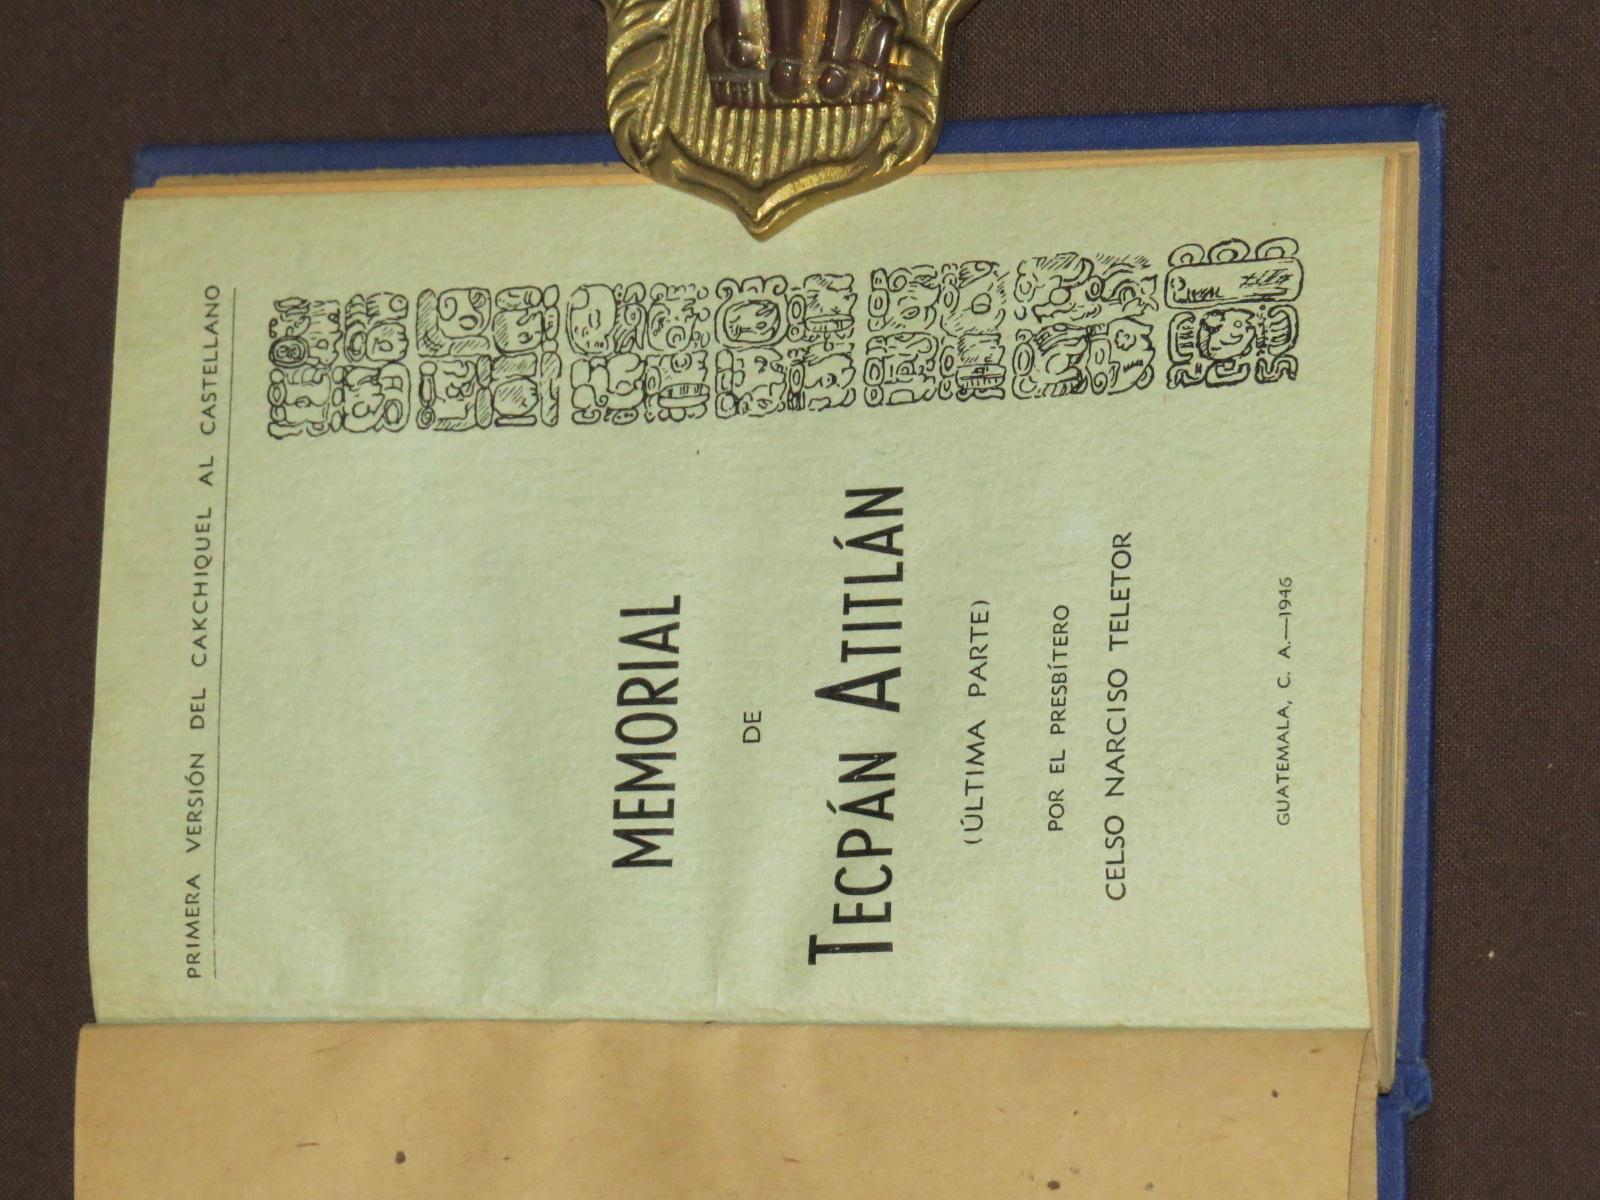 PRIMERA VERSIÓN DEL CAKCHIQUEL AL CASTELLANO
MEMORIAL
DE
TECPÁN ATITLÁN
(ÚLTIMA PARTE)
POR EL PRESBÍTERO
CELSO NARCISO TELETOR
GUATEMALA, C. A.—1946